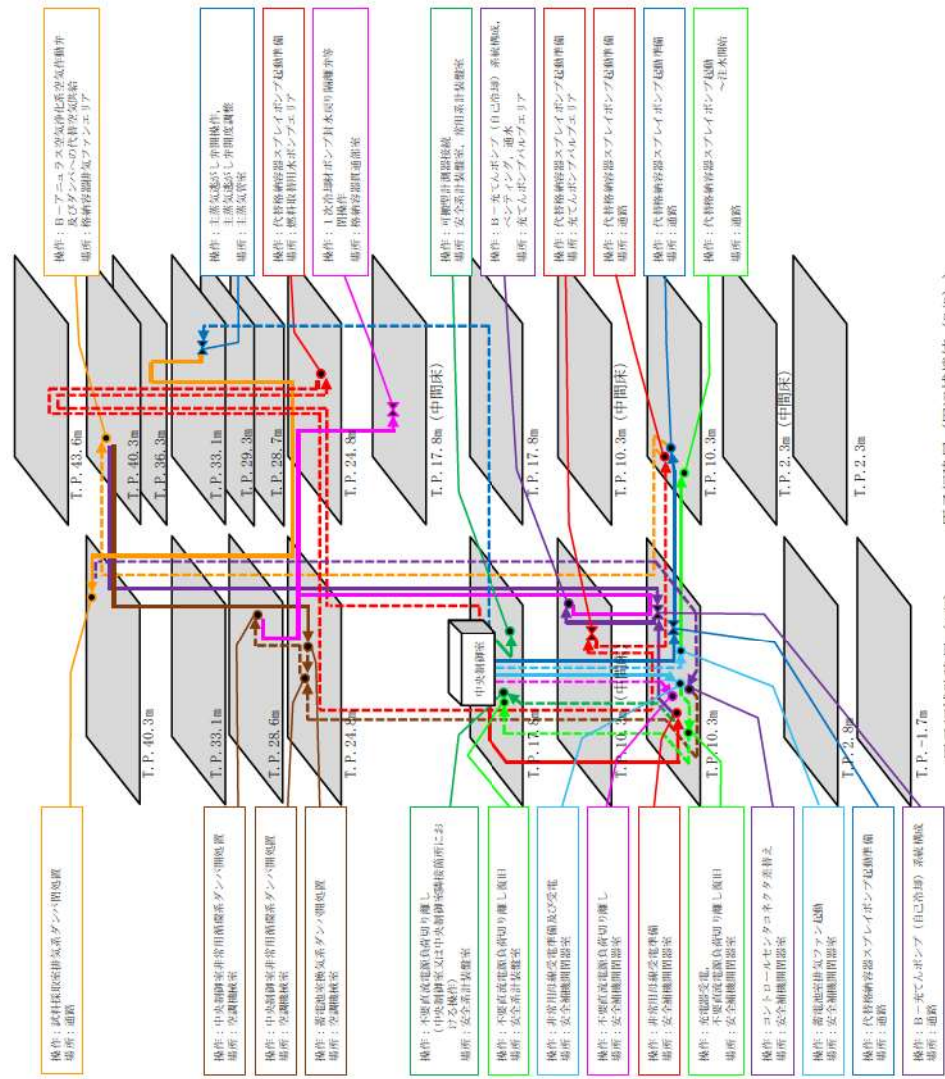 操作：B－アニュラス空気浄化系空気作動弁
及びダンパへの代替空気供給
場所：格納容器排気ファンエリア
操作：主蒸気逃がし弁開操作，
主蒸気逃がし弁開度調整
場所：主蒸気管室
操作：代替格納容器スプレイポンプ起動準備
場所：燃料取替用水ポンプエリア
操作：1次冷却材ポンプ封水戻り隔離弁等
閉操作
場所：格納容器貫通部室
操作：可搬型計測器接続
場所：安全系計装盤室，常用系計装盤室
操作：B－充てんポンプ（自己冷却）系統構成，
ベンティング，通水
場所：充てんポンプバルブエリア
操作：代替格納容器スプレイポンプ起動準備
場所：充てんポンプバルブエリア
操作：代替格納容器スプレイポンプ起動準備
場所：通路
操作：代替格納容器スプレイポンプ起動準備
場所：通路
操作：代替格納容器スプレイポンプ起動
～注水開始
場所：通路
T.P. 43.6m
T.P. 40.3m
T.P. 36.3m
T.P. 33.1m
T.P. 29.3m
T.P. 28.7m
T.P. 24.8m
T.P. 17.8m（中間床）
T.P. 17.8m
T.P. 10.3m（中間床）
T.P. 10.3m
T.P. 2.3m（中間床）
T.P. 2.3m
中央制御室
T.P. 40.3m
T.P. 33.1m
T.P. 28.6m
T.P. 24.8m
T.P. 17.8m
T.P. 10.3m（中間床）
T.P. 10.3m
T.P. 2.8m
T.P. -1.7m
操作：試料採取室排気系ダンパ閉処置
場所：通路
操作：中央制御室非常用循環系ダンパ開処置
場所：空調機械室
操作：中央制御室非常用循環系ダンパ開処置
場所：空調機械室
操作：蓄電池室換気系ダンパ開処置
場所：空調機械室
操作：不要直流電源負荷切り離し
（中央制御室又は中央制御室隣接箇所にお
ける操作）
場所：安全系計装盤室
操作：不要直流電源負荷切り離し復旧
場所：安全系計装盤室
操作：非常用母線受電準備及び受電
場所：安全補機開閉器室
操作：不要直流電源負荷切り離し
場所：安全補機開閉器室
操作：非常用母線受電準備
場所：安全補機開閉器室
操作：充電器受電，
不要直流電源負荷切り離し復旧
場所：安全補機開閉器室
操作：コントロールセンタコネクタ差替え
場所：安全補機開閉器室
操作：蓄電池室排気ファン起動
場所：安全補機開閉器室
操作：代替格納容器スプレイポンプ起動準備
場所：通路
操作：B－充てんポンプ（自己冷却）系統構成
場所：通路